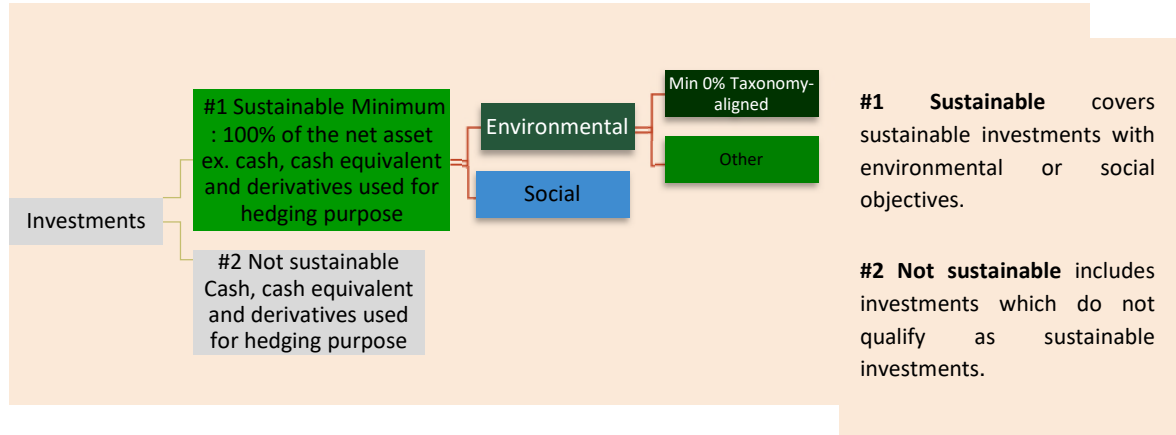 Investments
#1 Sustainable Minimum
: 100% of the net asset
ex. cash, cash equivalent
and derivatives used for
hedging purpose
#2 Not sustainable
Cash, cash equivalent
and derivatives used
for hedging purpose
Environmental
Social
Min 0% Taxonomy-
aligned
Other
#1 Sustainable covers
sustainable investments with
environmental or social
objectives.
#2 Not sustainable includes
investments which do not
qualify as sustainable
investments.